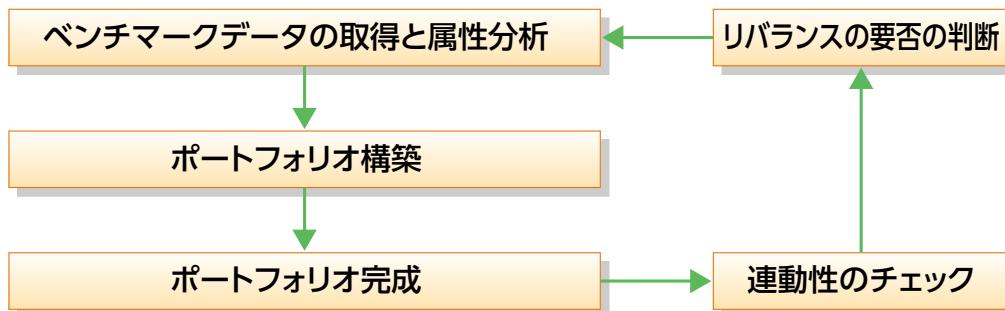 ベンチマークデータの取得と属性分析
リバランスの要否の判断
ポートフォリオ構築
ポートフォリオ完成
連動性のチェック